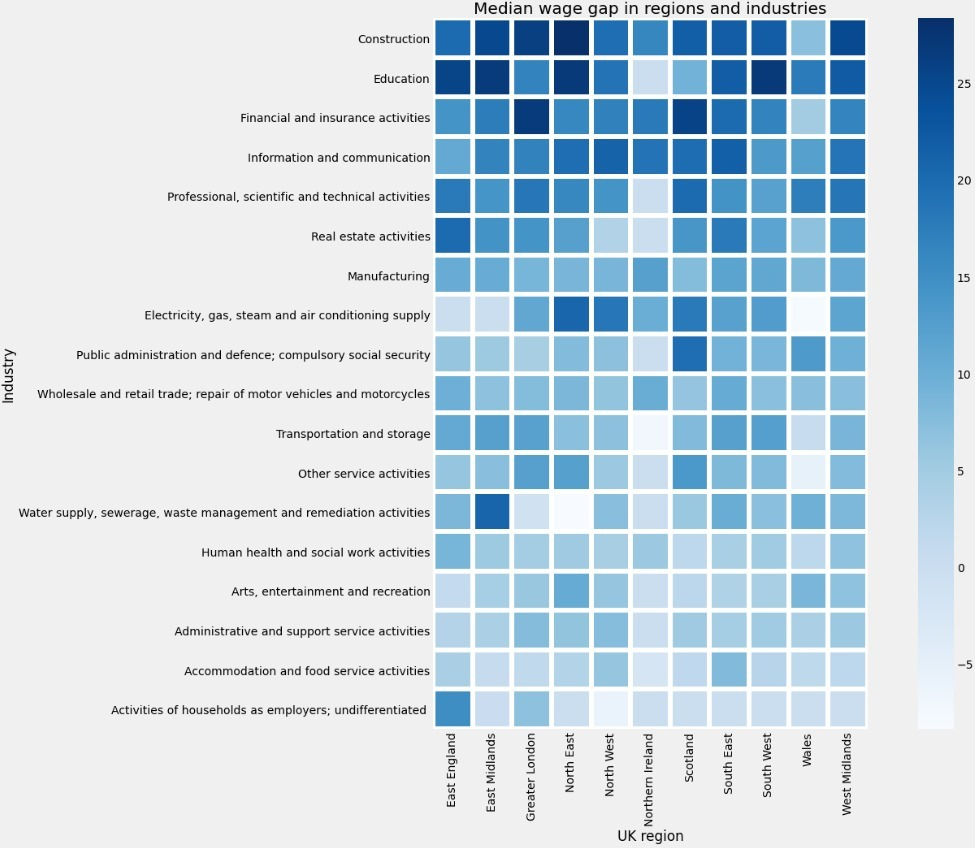 Median wage gap in regions and industries
Construction
Education
Financial and insurance activities
Information and communication
Professional, scientific and technical activities
Real estate activities
Manufacturing
Electricity, gas, steam and air conditioning supply
Public administration and defence; compulsory social security
Wholesale and retail trade; repair of motor vehicles and motorcycles
Transportation and storage
Other service activities
Water supply, sewerage, waste management and remediation activities
Human health and social work activities
Arts, entertainment and recreation
Administrative and support service activities
Accommodation and food service activities
Activities of households as employers; undifferentiated
Industry
East England
East Midlands
Greater London
North East
North West
Northern Ireland
Scotland
South East
South West
Wales
West Midlands
UK region
25
20
15
10
5
0
−5